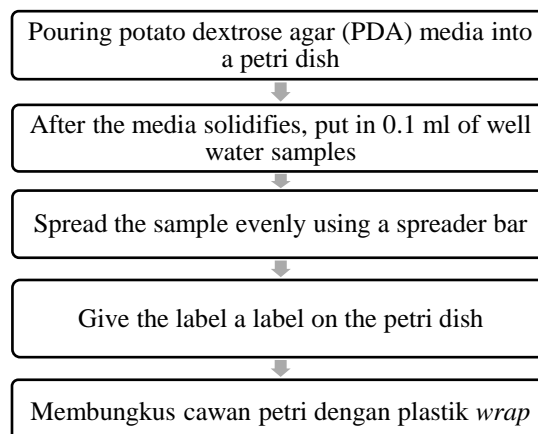 Pouring potato dextrose agar (PDA) media into
a petri dish
After the media solidifies, put in 0.1 ml of well
water samples
Spread the sample evenly using a spreader bar
Give the label a label on the petri dish
Membungkus cawan petri dengan plastik wrap